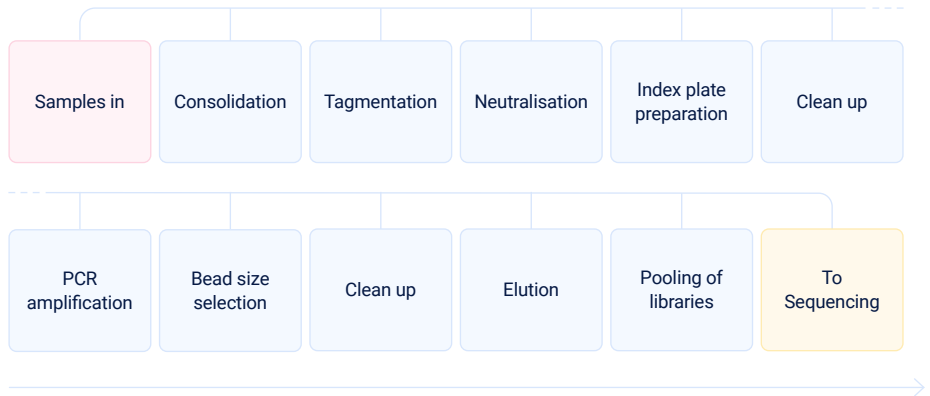 Samples in
Consolidation
Tagmentation
Neutralisation
Index plate
preparation
Clean up
PCR
amplification
Bead size
selection
Clean up
Elution
Pooling of
libraries
To
Sequencing